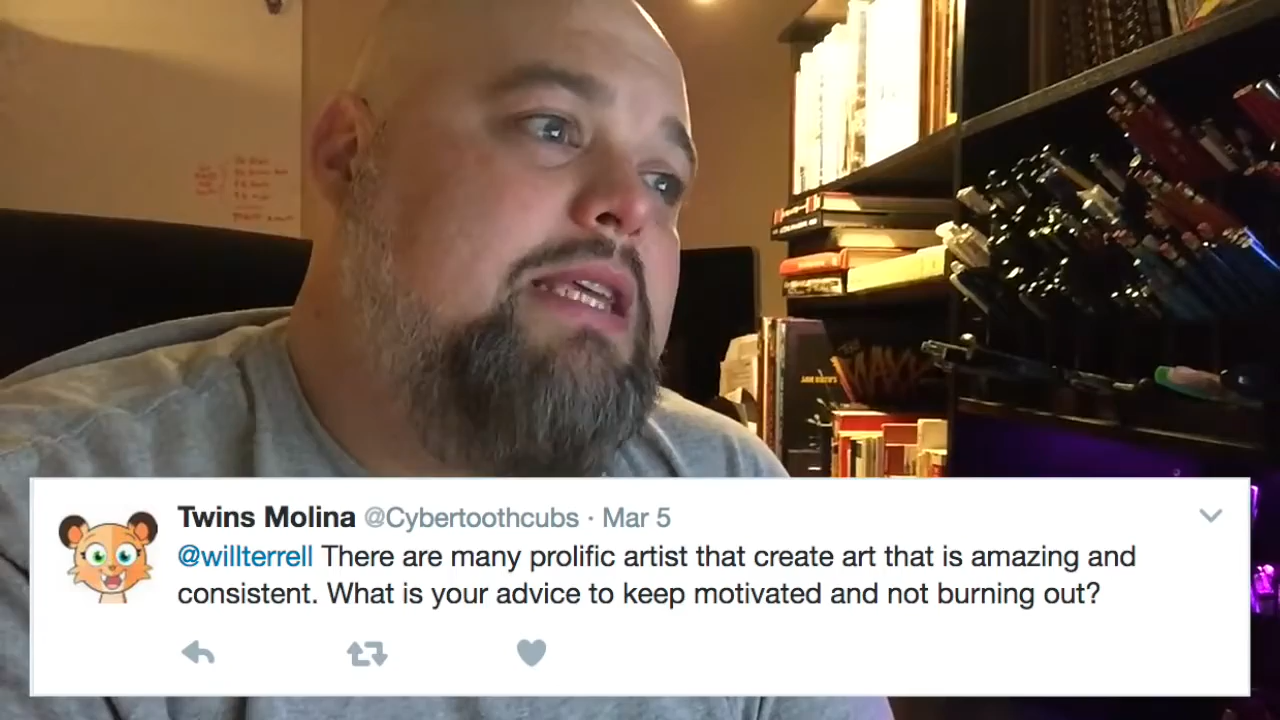 MAXX
Twins Molina @Cybertoothcubs · Mar 5
@willterrell There are many prolific artist that create art that is amazing and
consistent. What is your advice to keep motivated and not burning out?